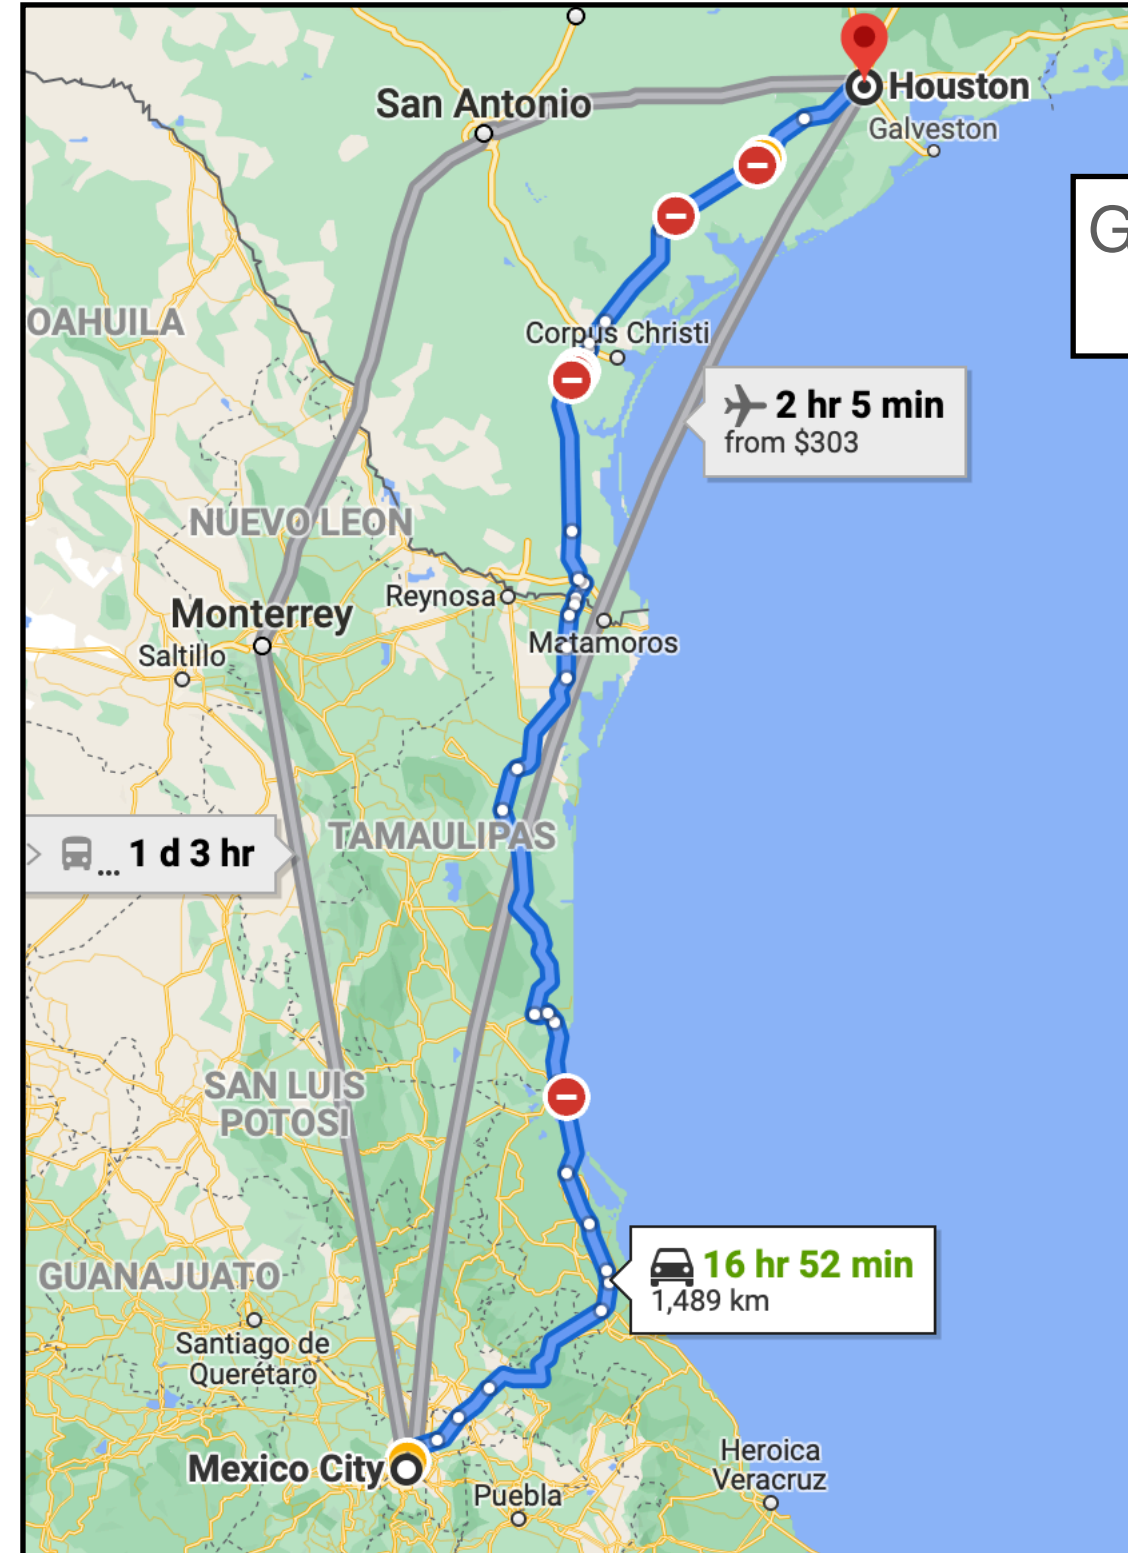 Houston
San Antonio
Galveston
G
OAHUILA
Corpus Christi
2 hr 5 min
from $303
NUEVO LEON
Reynosa
Monterrey
Matamoros
Saltillo
TAMAULIPAS
... 1 d 3 hr
SAN LUIS
POTOSI
16 hr 52 min
1,489 km
GUANAJUATO
Santiago de
Querétaro
Heroica
Veracruz
Mexico City
Puebla